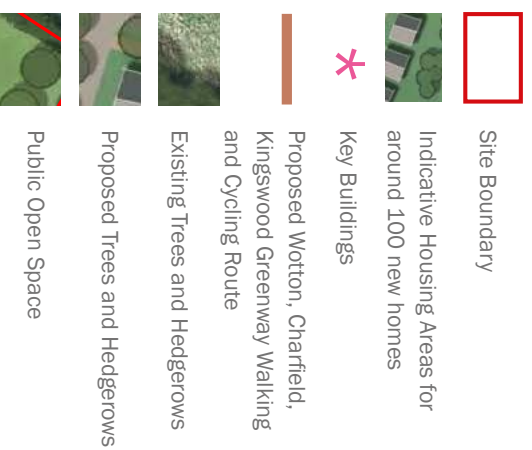 Site Boundary
Indicative Housing Areas for
around 100 new homes
Key Buildings
Proposed Wotton, Charfield,
Kingswood Greenway Walking
and Cycling Route
Existing Trees and Hedgerows
Proposed Trees and Hedgerows
Public Open Space